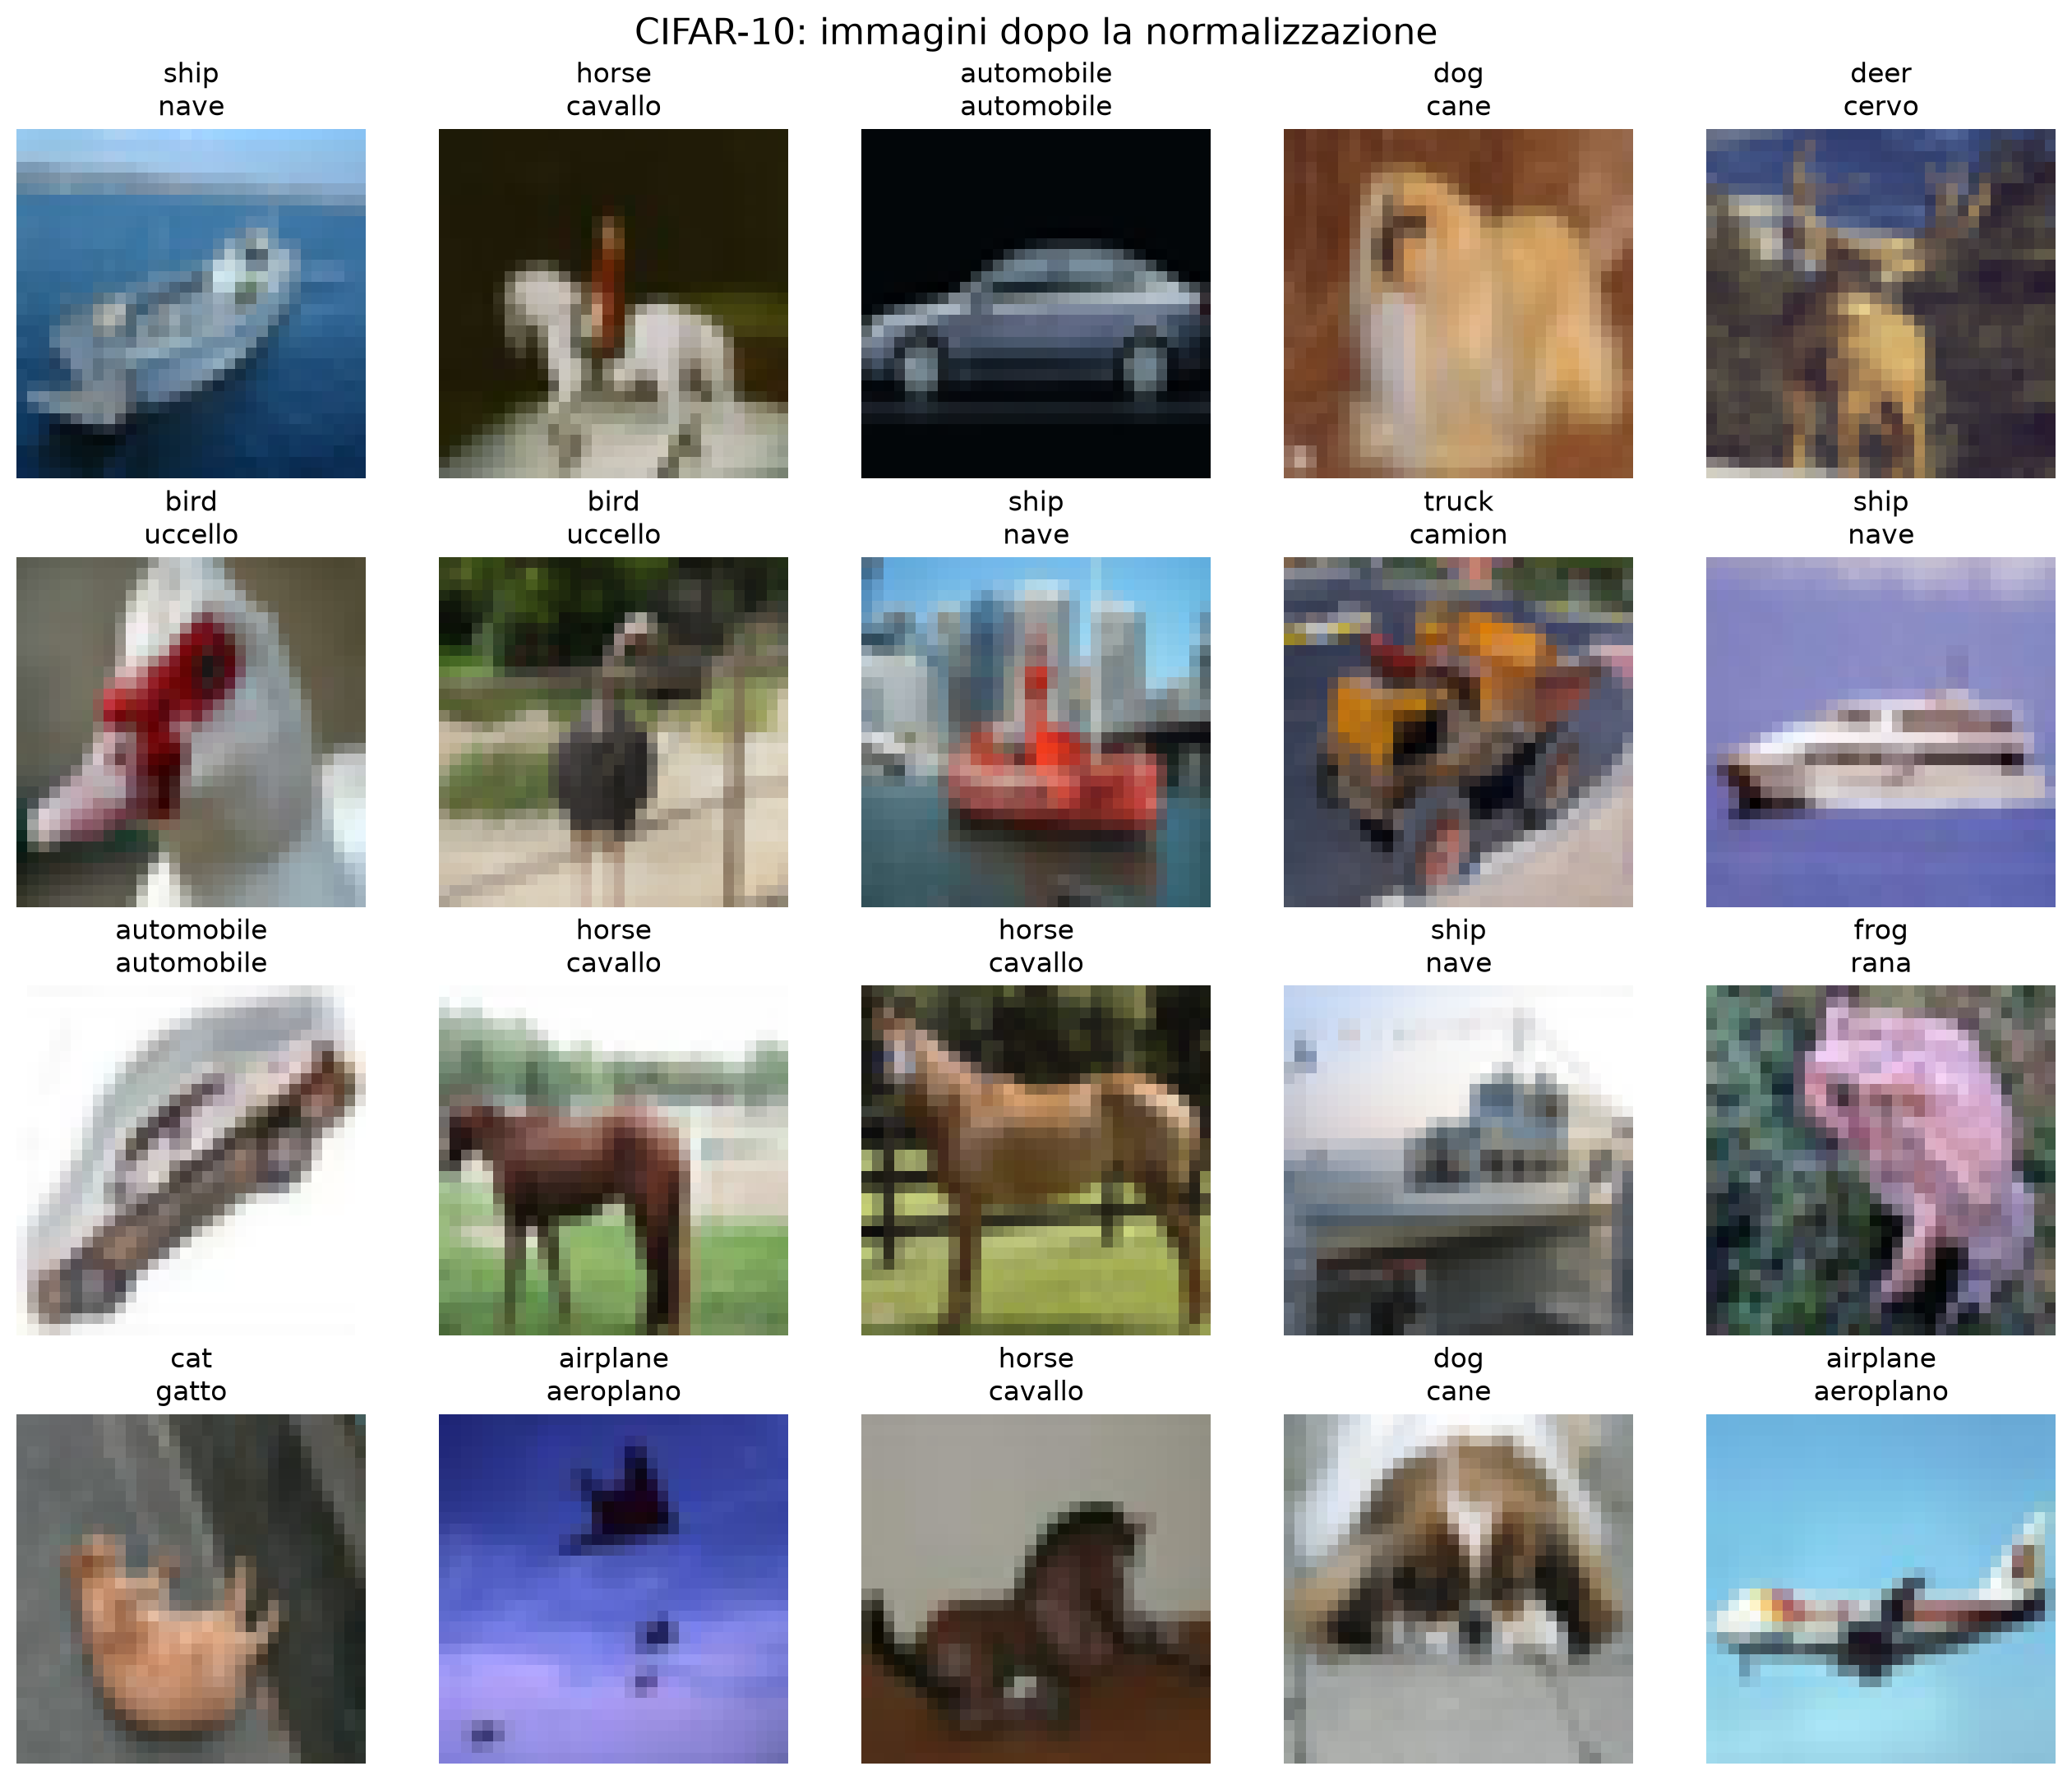 CIFAR-10: immagini dopo la normalizzazione
ship
nave
horse
cavallo
automobile
automobile
dog
cane
deer
cervo
bird
uccello
bird
uccello
ship
nave
truck
camion
ship
nave
automobile
automobile
horse
cavallo
horse
cavallo
ship
nave
frog
rana
cat
gatto
airplane
aeroplano
horse
cavallo
dog
cane
airplane
aeroplano